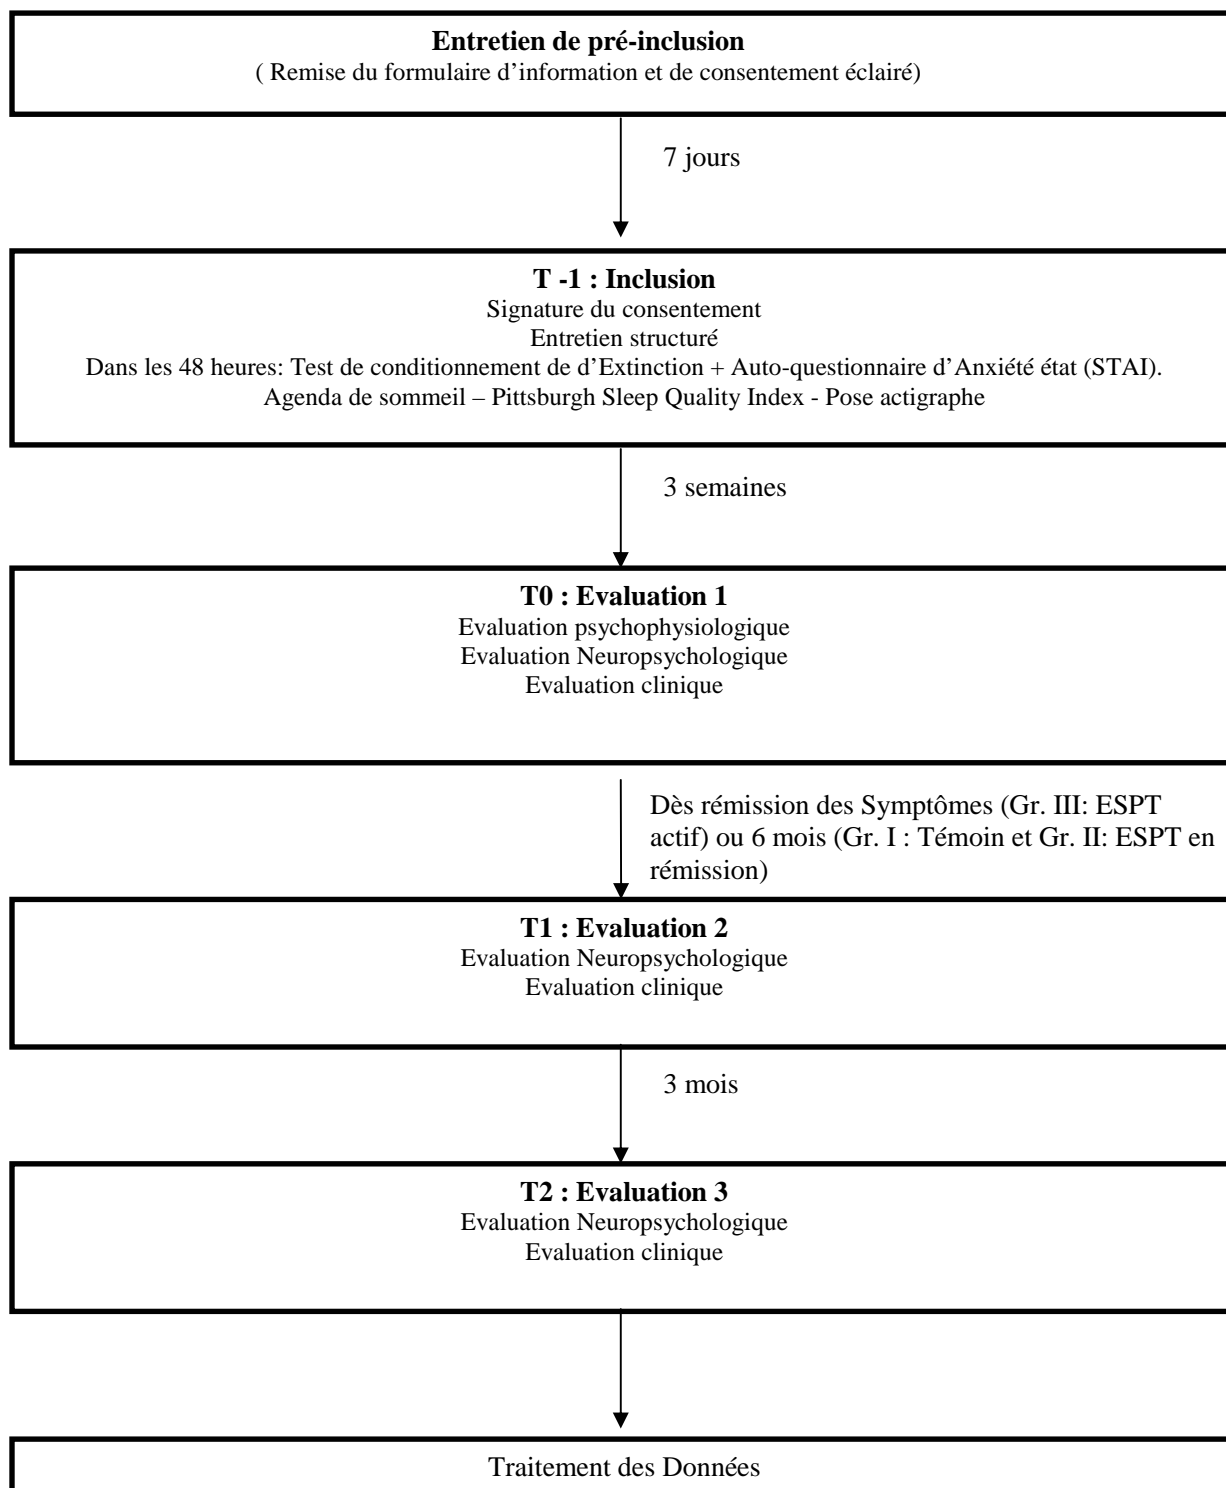 Entretien de pré-inclusion
( Remise du formulaire d’information et de consentement éclairé)
7 jours
T -1 : Inclusion
Signature du consentement
Entretien structuré
Dans les 48 heures: Test de conditionnement de d’Extinction + Auto-questionnaire d’Anxiété état (STAI).
Agenda de sommeil – Pittsburgh Sleep Quality Index - Pose actigraphe
3 semaines
T0 : Evaluation 1
Evaluation psychophysiologique
Evaluation Neuropsychologique
Evaluation clinique
Dès rémission des Symptômes (Gr. III: ESPT
actif) ou 6 mois (Gr. I : Témoin et Gr. II: ESPT en
rémission)
T1 : Evaluation 2
Evaluation Neuropsychologique
Evaluation clinique
3 mois
T2 : Evaluation 3
Evaluation Neuropsychologique
Evaluation clinique
Traitement des Données